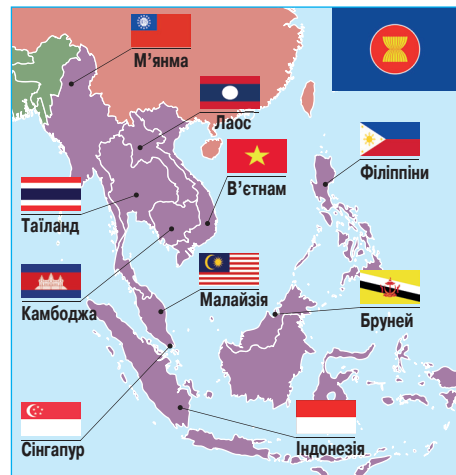 М'янма
Лаос
В'єтнам
Філіппіни
Таїланд
Камбоджа
Малайзія
Бруней
Сінгапур
Індонезія